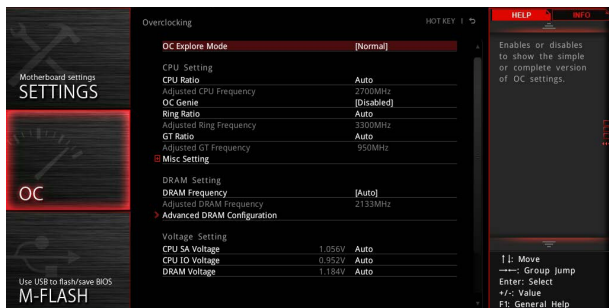 Motherboard settings
SETTINGS
OC
Use USB to flash/save BIOS
M-FLASH
Overclocking
HOT KEY
OC Explore Mode [Normal]
CPU Setting
CPU Ratio Auto
Adjusted CPU Frequency 2700MHz
OC Genie [Disabled]
Ring Ratio Auto
Adjusted Ring Frequency 3300MHz
GT Ratio Auto
Adjusted GT Frequency 950MHz
Misc Setting
DRAM Setting
DRAM Frequency [Auto]
Adjusted DRAM Frequency 2133MHz
Advanced DRAM Configuration
Voltage Setting
CPU SA Voltage 1.056V Auto
CPU IO Voltage 0.952V Auto
DRAM Voltage 1.184V Auto
HELP INFO
Enables or disables
to show the simple
or complete version
of OC settings.
↑↓: Move
→←: Group Jump
Enter: Select
+/-: Value
F1: General Help